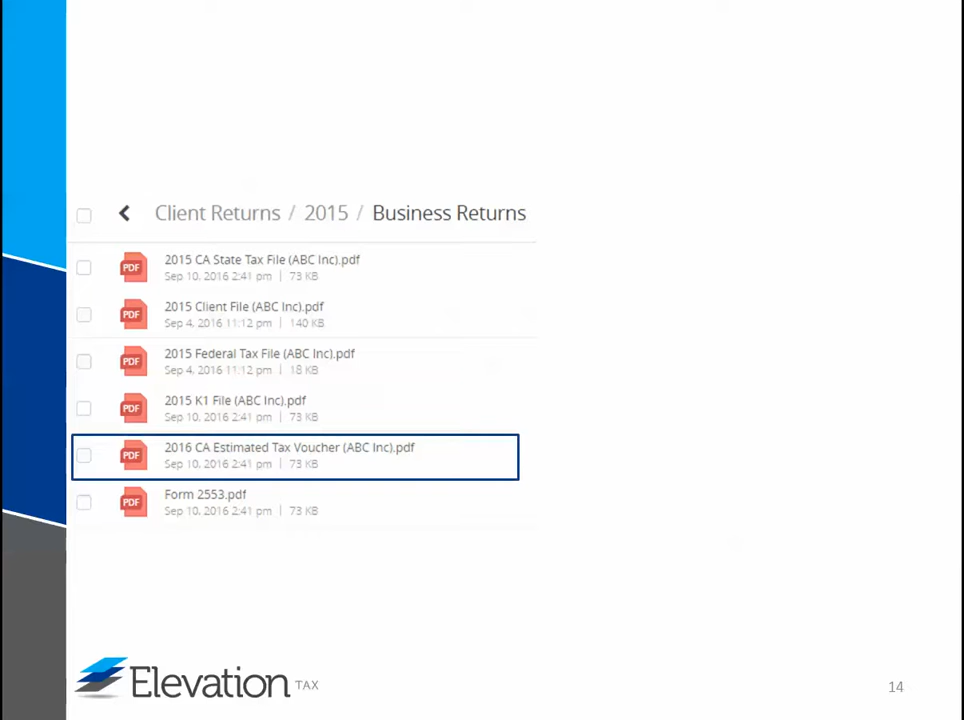 Client Returns / 2015 / Business Returns
PDF
2015 CA State Tax File (ABC Inc).pdf
Sep 10, 2016 2:41 pm | 73 KB
PDF
2015 Client File (ABC Inc).pdf
Sep 4, 2016 11:12 pm | 140 KB
PDF
2015 Federal Tax File (ABC Inc).pdf
Sep 4, 2016 11:12 pm | 18 KB
PDF
2015 K1 File (ABC Inc).pdf
Sep 10, 2016 2:41 pm | 73 KB
PDF
2016 CA Estimated Tax Voucher (ABC Inc).pdf
Sep 10, 2016 2:41 pm | 73 KB
PDF
Form 2553.pdf
Sep 10, 2016 2:41 pm | 73 KB
Elevation TAX
14